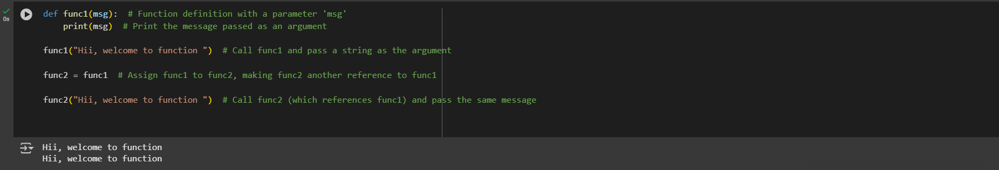 def func1(msg):  # Function definition with a parameter 'msg'
    print(msg)  # Print the message passed as an argument
func1("Hii, welcome to function ")  # Call func1 and pass a string as the argument
func2 = func1  # Assign func1 to func2, making func2 another reference to func1
func2("Hii, welcome to function ")  # Call func2 (which references func1) and pass the same message
0s
Hii, welcome to function
Hii, welcome to function